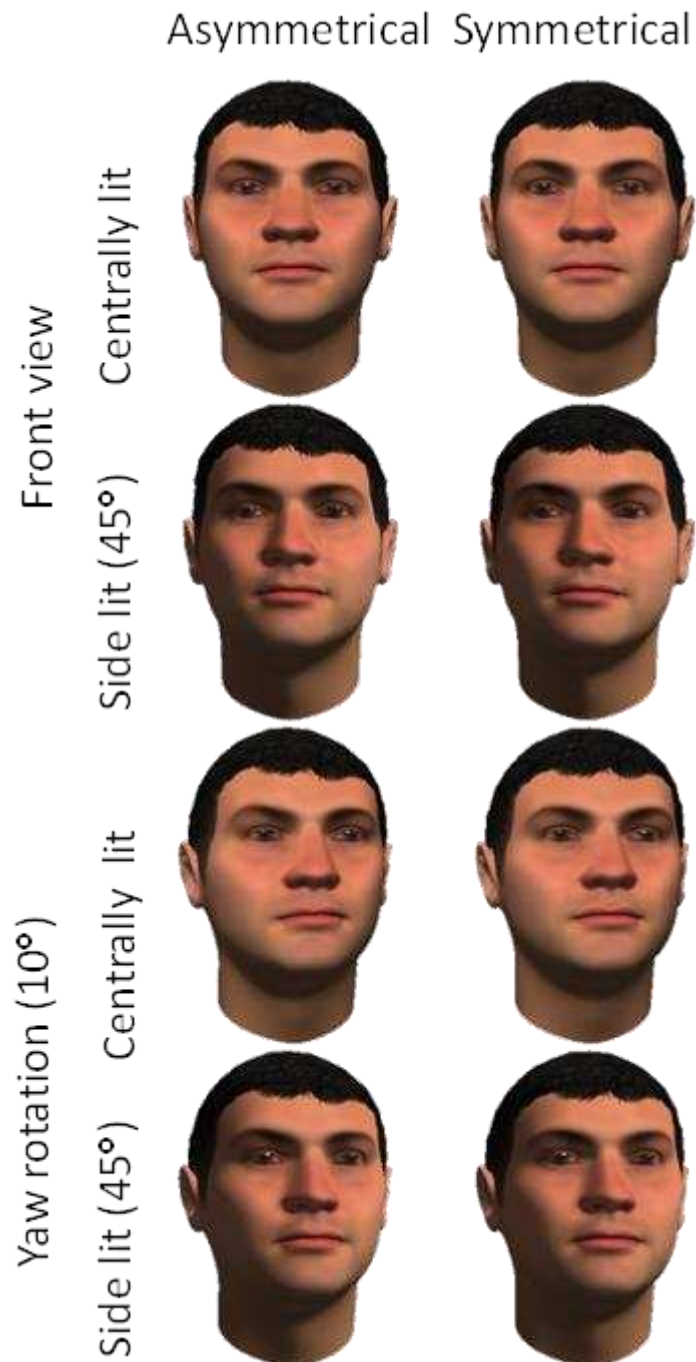 Asymmetrical Symmetrical
Front view
Centrally lit
Side lit (45°)
Yaw rotation (10°)
Centrally lit
Side lit (45°)